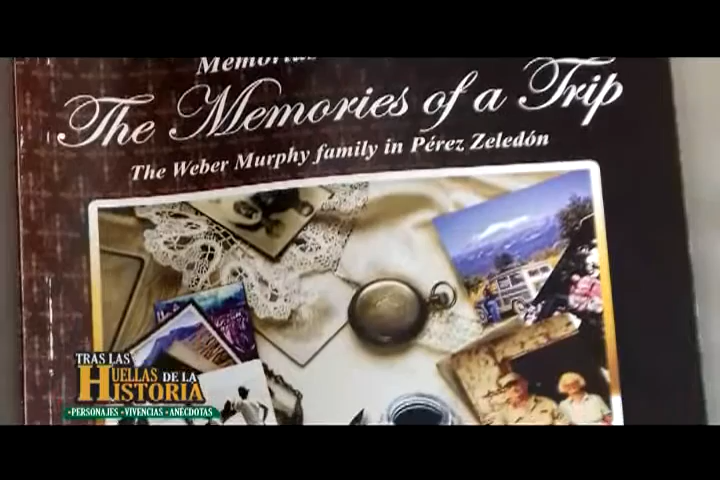 Memorias
The Memories of a Trip
The Weber Murphy family in Pérez Zeledón
TRAS LAS
HUELLAS DE LA
HISTORIA
• PERSONAJES • VIVENCIAS • ANÉCDOTAS